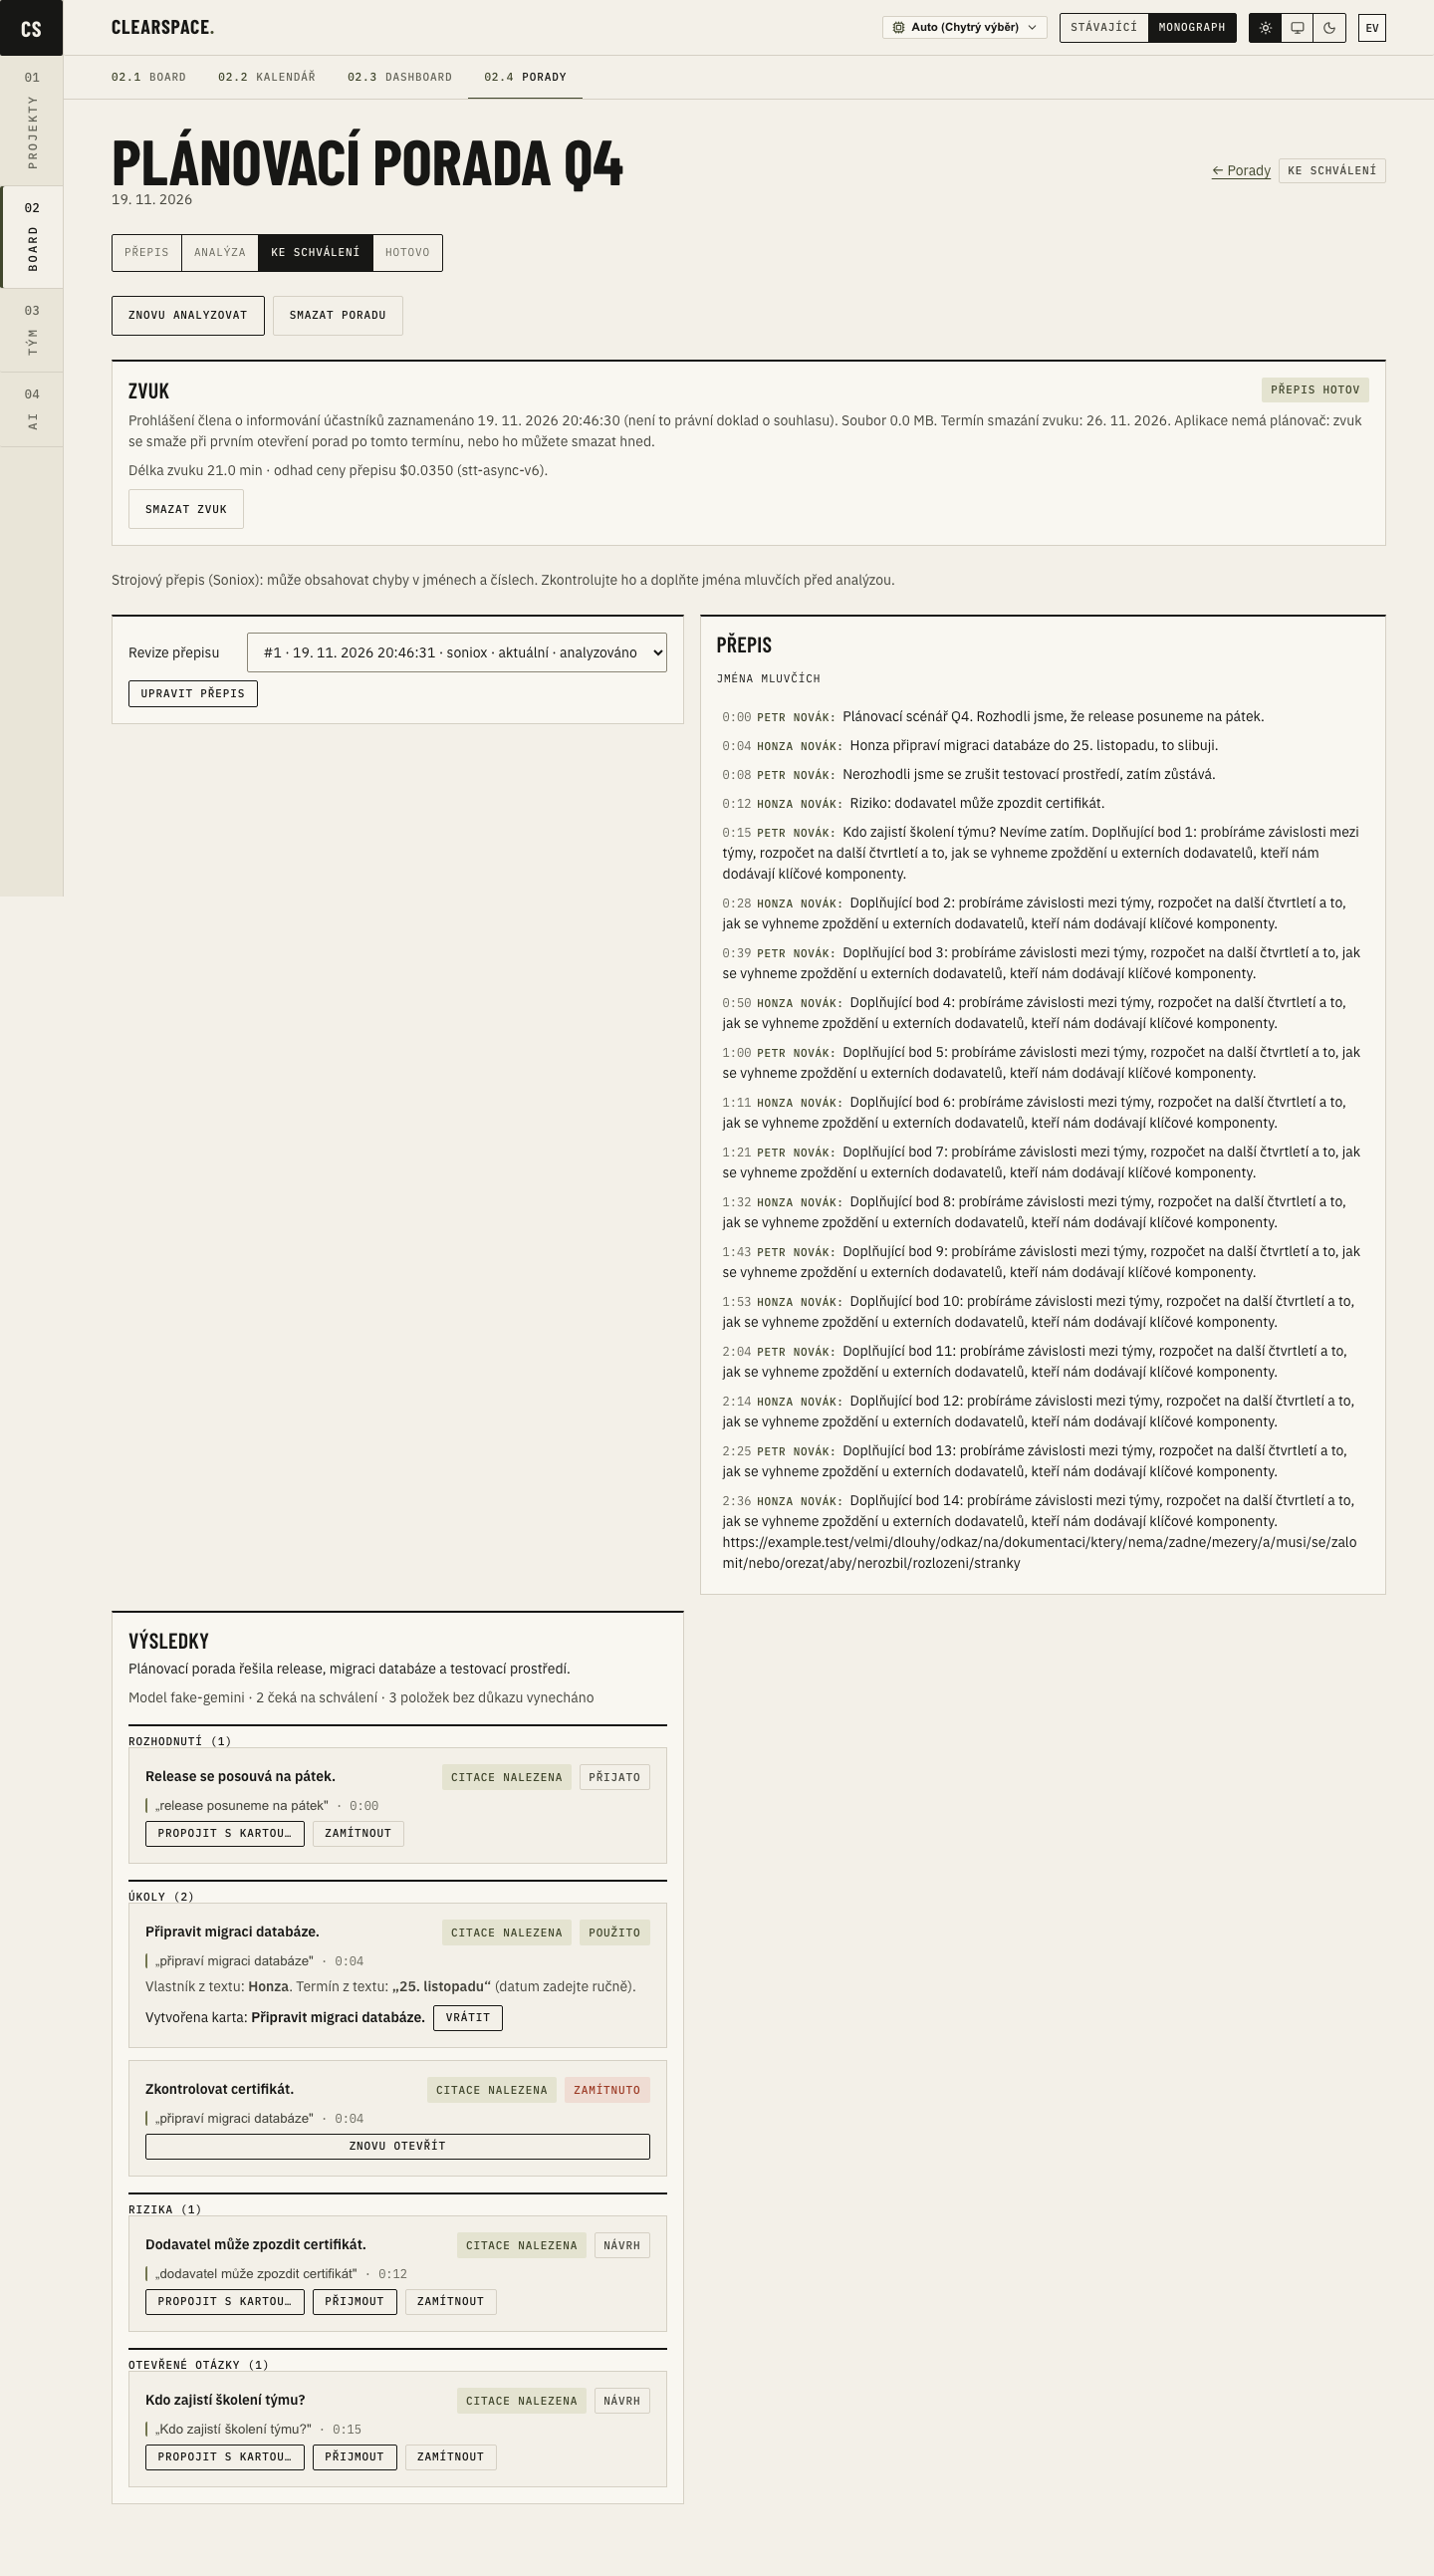 CS
CLEARSPACE.
Auto (Chytrý výběr)
STÁVAJÍCÍ
MONOGRAPH
EV
01 PROJEKTY
02 BOARD
03 TÝM
04 AI
02.1 BOARD
02.2 KALENDÁŘ
02.3 DASHBOARD
02.4 PORADY
PLÁNOVACÍ PORADA Q4
19. 11. 2026
← Porady
KE SCHVÁLENÍ
PŘEPIS
ANALÝZA
KE SCHVÁLENÍ
HOTOVO
ZNOVU ANALYZOVAT
SMAZAT PORADU
ZVUK
PŘEPIS HOTOV
Prohlášení člena o informování účastníků zaznamenáno 19. 11. 2026 20:46:30 (není to právní doklad o souhlasu). Soubor 0.0 MB. Termín smazání zvuku: 26. 11. 2026. Aplikace nemá plánovač: zvuk
se smaže při prvním otevření porad po tomto termínu, nebo ho můžete smazat hned.
Délka zvuku 21.0 min · odhad ceny přepisu $0.0350 (stt-async-v6).
SMAZAT ZVUK
Strojový přepis (Soniox): může obsahovat chyby v jménech a číslech. Zkontrolujte ho a doplňte jména mluvčích před analýzou.
Revize přepisu
#1 · 19. 11. 2026 20:46:31 · soniox · aktuální · analyzováno
UPRAVIT PŘEPIS
PŘEPIS
JMÉNA MLUVČÍCH
0:00 PETR NOVÁK: Plánovací scénář Q4. Rozhodli jsme, že release posuneme na pátek.
0:04 HONZA NOVÁK: Honza připraví migraci databáze do 25. listopadu, to slibuji.
0:08 PETR NOVÁK: Nerozhodli jsme se zrušit testovací prostředí, zatím zůstává.
0:12 HONZA NOVÁK: Riziko: dodavatel může zpozdit certifikát.
0:15 PETR NOVÁK: Kdo zajistí školení týmu? Nevíme zatím. Doplňující bod 1: probíráme závislosti mezi
týmy, rozpočet na další čtvrtletí a to, jak se vyhneme zpoždění u externích dodavatelů, kteří nám
dodávají klíčové komponenty.
0:28 HONZA NOVÁK: Doplňující bod 2: probíráme závislosti mezi týmy, rozpočet na další čtvrtletí a to,
jak se vyhneme zpoždění u externích dodavatelů, kteří nám dodávají klíčové komponenty.
0:39 PETR NOVÁK: Doplňující bod 3: probíráme závislosti mezi týmy, rozpočet na další čtvrtletí a to, jak
se vyhneme zpoždění u externích dodavatelů, kteří nám dodávají klíčové komponenty.
0:50 HONZA NOVÁK: Doplňující bod 4: probíráme závislosti mezi týmy, rozpočet na další čtvrtletí a to,
jak se vyhneme zpoždění u externích dodavatelů, kteří nám dodávají klíčové komponenty.
1:00 PETR NOVÁK: Doplňující bod 5: probíráme závislosti mezi týmy, rozpočet na další čtvrtletí a to, jak
se vyhneme zpoždění u externích dodavatelů, kteří nám dodávají klíčové komponenty.
1:11 HONZA NOVÁK: Doplňující bod 6: probíráme závislosti mezi týmy, rozpočet na další čtvrtletí a to,
jak se vyhneme zpoždění u externích dodavatelů, kteří nám dodávají klíčové komponenty.
1:21 PETR NOVÁK: Doplňující bod 7: probíráme závislosti mezi týmy, rozpočet na další čtvrtletí a to, jak
se vyhneme zpoždění u externích dodavatelů, kteří nám dodávají klíčové komponenty.
1:32 HONZA NOVÁK: Doplňující bod 8: probíráme závislosti mezi týmy, rozpočet na další čtvrtletí a to,
jak se vyhneme zpoždění u externích dodavatelů, kteří nám dodávají klíčové komponenty.
1:43 PETR NOVÁK: Doplňující bod 9: probíráme závislosti mezi týmy, rozpočet na další čtvrtletí a to, jak
se vyhneme zpoždění u externích dodavatelů, kteří nám dodávají klíčové komponenty.
1:53 HONZA NOVÁK: Doplňující bod 10: probíráme závislosti mezi týmy, rozpočet na další čtvrtletí a to,
jak se vyhneme zpoždění u externích dodavatelů, kteří nám dodávají klíčové komponenty.
2:04 PETR NOVÁK: Doplňující bod 11: probíráme závislosti mezi týmy, rozpočet na další čtvrtletí a to,
jak se vyhneme zpoždění u externích dodavatelů, kteří nám dodávají klíčové komponenty.
2:14 HONZA NOVÁK: Doplňující bod 12: probíráme závislosti mezi týmy, rozpočet na další čtvrtletí a to,
jak se vyhneme zpoždění u externích dodavatelů, kteří nám dodávají klíčové komponenty.
2:25 PETR NOVÁK: Doplňující bod 13: probíráme závislosti mezi týmy, rozpočet na další čtvrtletí a to,
jak se vyhneme zpoždění u externích dodavatelů, kteří nám dodávají klíčové komponenty.
2:36 HONZA NOVÁK: Doplňující bod 14: probíráme závislosti mezi týmy, rozpočet na další čtvrtletí a to,
jak se vyhneme zpoždění u externích dodavatelů, kteří nám dodávají klíčové komponenty.
https://example.test/velmi/dlouhy/odkaz/na/dokumentaci/ktery/nema/zadne/mezery/a/musi/se/zalo
mit/nebo/orezat/aby/nerozbil/rozlozeni/stranky
VÝSLEDKY
Plánovací porada řešila release, migraci databáze a testovací prostředí.
Model fake-gemini · 2 čeká na schválení · 3 položek bez důkazu vynecháno
ROZHODNUTÍ (1)
Release se posouvá na pátek.
CITACE NALEZENA
PŘIJATO
„release posuneme na pátek" · 0:00
PROPOJIT S KARTOU…
ZAMÍTNOUT
ÚKOLY (2)
Připravit migraci databáze.
CITACE NALEZENA
POUŽITO
„připraví migraci databáze" · 0:04
Vlastník z textu: Honza. Termín z textu: „25. listopadu“ (datum zadejte ručně).
Vytvořena karta: Připravit migraci databáze.
VRÁTIT
Zkontrolovat certifikát.
CITACE NALEZENA
ZAMÍTNUTO
„připraví migraci databáze" · 0:04
ZNOVU OTEVŘÍT
RIZIKA (1)
Dodavatel může zpozdit certifikát.
CITACE NALEZENA
NÁVRH
„dodavatel může zpozdit certifikát" · 0:12
PROPOJIT S KARTOU…
PŘIJMOUT
ZAMÍTNOUT
OTEVŘENÉ OTÁZKY (1)
Kdo zajistí školení týmu?
CITACE NALEZENA
NÁVRH
„Kdo zajistí školení týmu?" · 0:15
PROPOJIT S KARTOU…
PŘIJMOUT
ZAMÍTNOUT